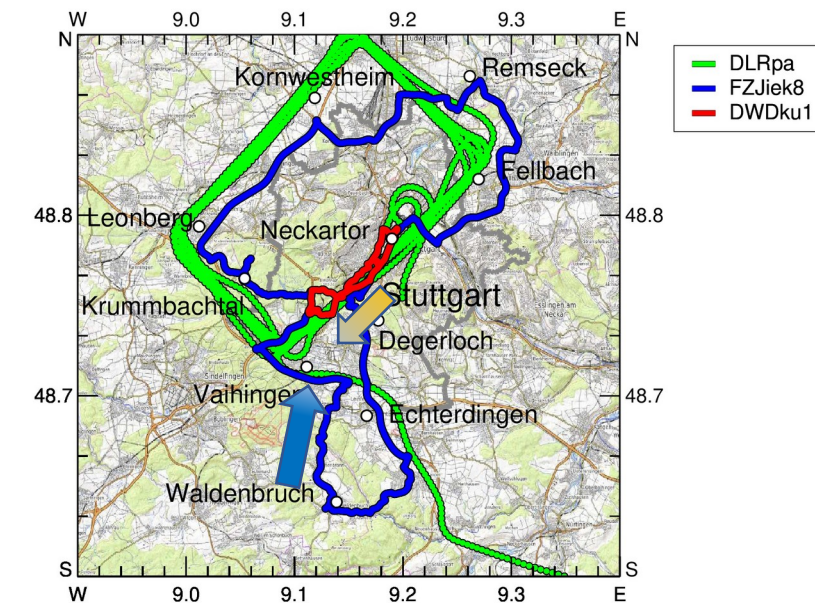 W 9.0 9.1 9.2 9.3 E
N N
DLRpa
FZJiek8
DWDku1
Kornwestheim
Remseck
Fellbach
48.8 48.8
Leonberg
Neckartor
Stuttgart
Krummbachtal
Degerloch
48.7 48.7
Vaihingen
Echterdingen
Waldenbruch
S S
W 9.0 9.1 9.2 9.3 E